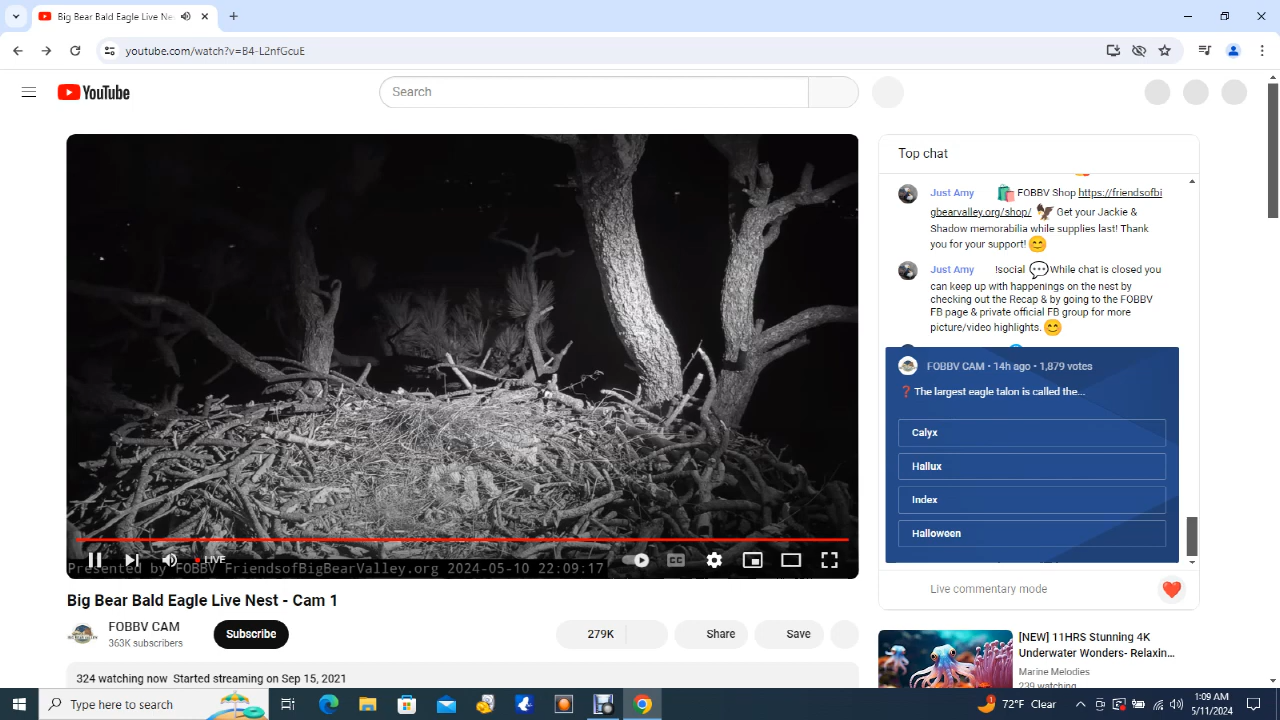 Big Bear Bald Eagle Live Ne
youtube.com/watch?v=B4-L2nfGcuE
YouTube
Search
Presented by FOBBV FriendsofBigBearValley.org 2024-05-10 22:09:17
LIVE
Big Bear Bald Eagle Live Nest - Cam 1
FOBBV CAM
363K subscribers
Subscribe
279K
Share
Save
324 watching now Started streaming on Sep 15, 2021
Top chat
Just Amy FOBBV Shop https://friendsofbi
gbearvalley.org/shop/ Get your Jackie &
Shadow memorabilia while supplies last! Thank
you for your support!
Just Amy !social While chat is closed you
can keep up with happenings on the nest by
checking out the Recap & by going to the FOBBV
FB page & private official FB group for more
picture/video highlights.
FOBBV CAM • 14h ago • 1,879 votes
❓The largest eagle talon is called the...
Calyx
Hallux
Index
Halloween
Live commentary mode
[NEW] 11HRS Stunning 4K
Underwater Wonders- Relaxin...
Marine Melodies
239 watching
Type here to search
72°F Clear
1:09 AM
5/11/2024